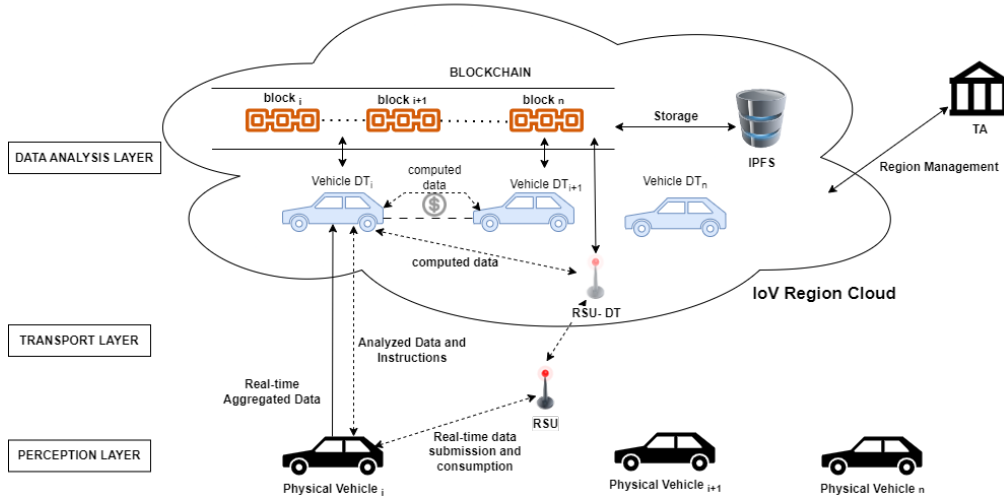 BLOCKCHAIN
block i
block i+1
block n
Storage
IPFS
TA
Region Management
DATA ANALYSIS LAYER
Vehicle DTi
computed
data
$
Vehicle DTi+1
Vehicle DTn
computed data
RSU- DT
IoV Region Cloud
TRANSPORT LAYER
Analyzed Data and
Instructions
Real-time
Aggregated Data
RSU
Real-time data
submission and
consumption
PERCEPTION LAYER
Physical Vehicle i
Physical Vehicle i+1
Physical Vehicle n